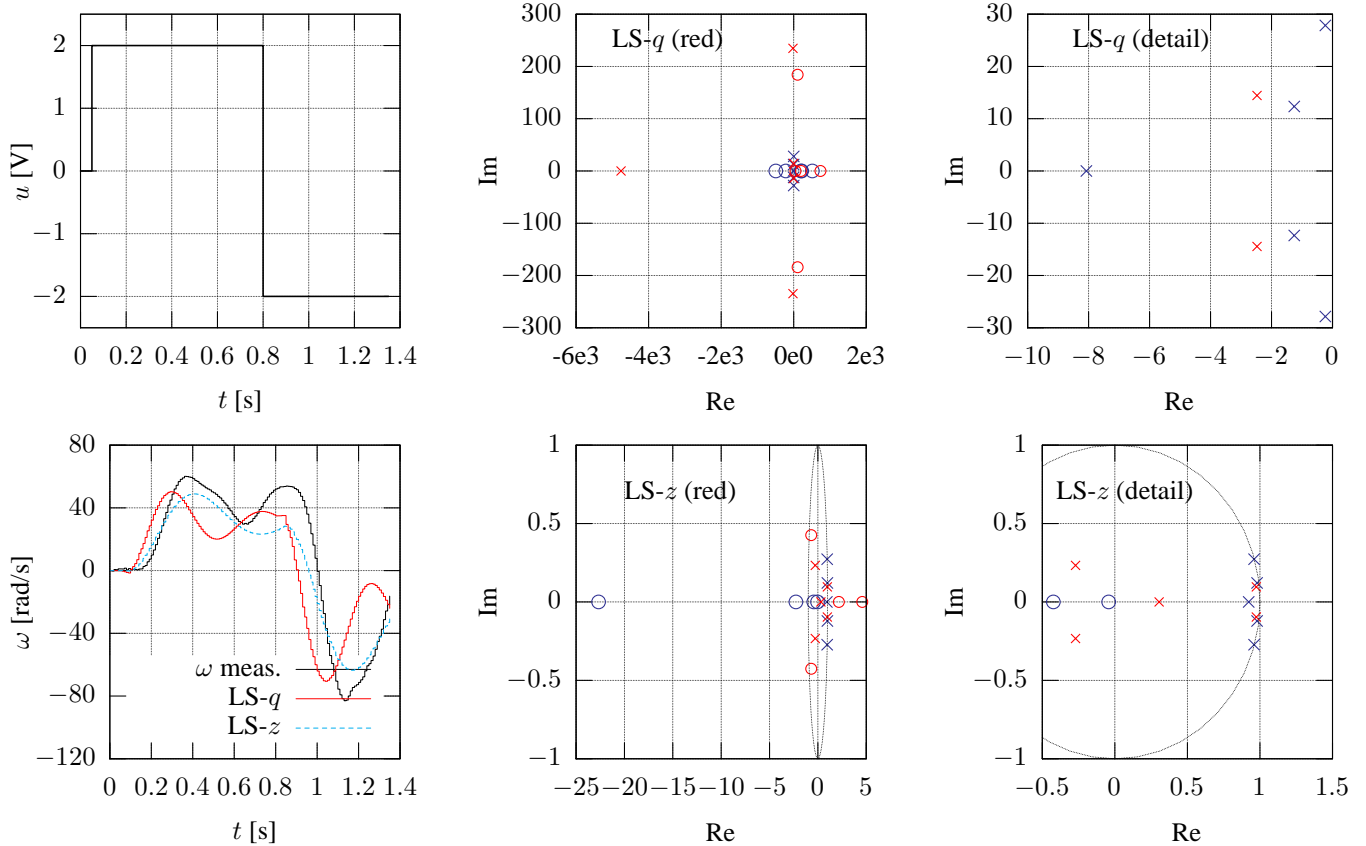 2
1
0
−1
−2
u [V]
0 0.2 0.4 0.6 0.8 1 1.2 1.4
t [s]
LS-q (red)
300
200
100
0
−100
−200
−300
Im
-6e3 -2e3 0e0 2e3
Re
LS-q (detail)
30
20
10
0
−10
−20
−30
Im
−10 −8 −6 −4 −2 0
Re
80
40
0
−40
−80
−120
ω [rad/s]
ω meas.
LS-q
LS-z
0 0.2 0.4 0.6 0.8 1 1.2 1.4
t [s]
LS-z (red)
1
0.5
0
−0.5
−1
Im
−25 −20 −15 −10 −5 0 5
Re
LS-z (detail)
1
0.5
0
−0.5
−1
Im
−0.5 0 0.5 1 1.5
Re